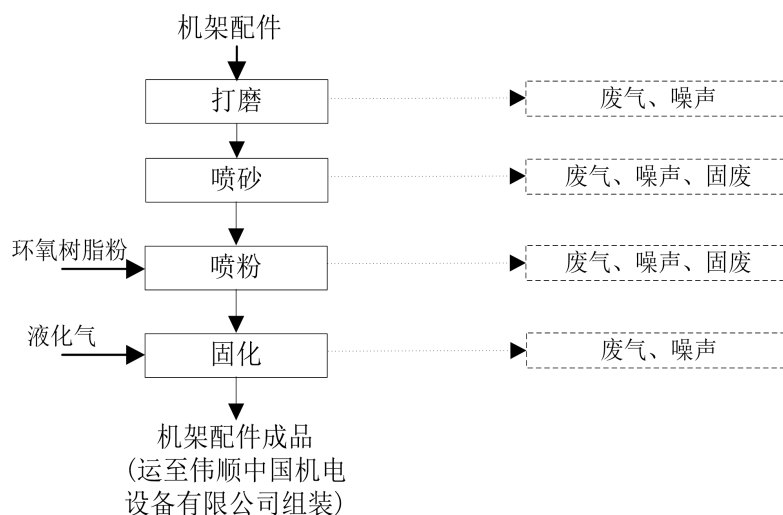 机架配件
打磨
废气、噪声
喷砂
废气、噪声、固废
环氧树脂粉
喷粉
废气、噪声、固废
液化气
固化
废气、噪声
机架配件成品
(运至伟顺中国机电
设备有限公司组装)